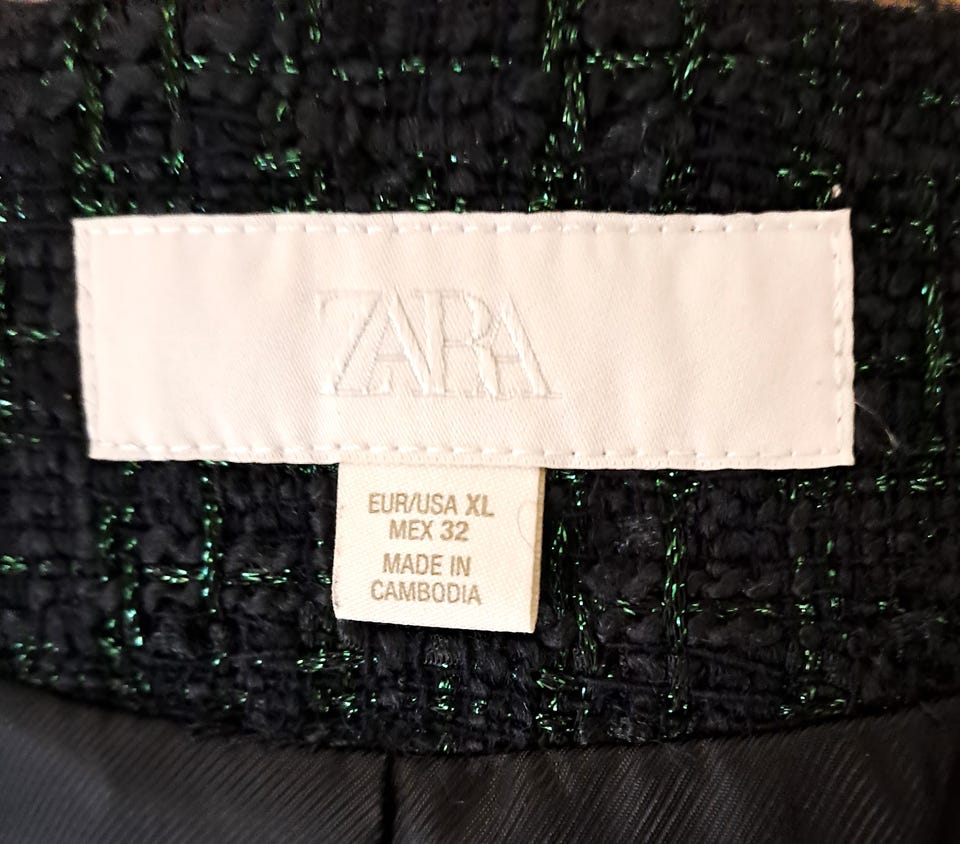 ZARA
EUR/USA XL
MEX 32
MADE IN
CAMBODIA